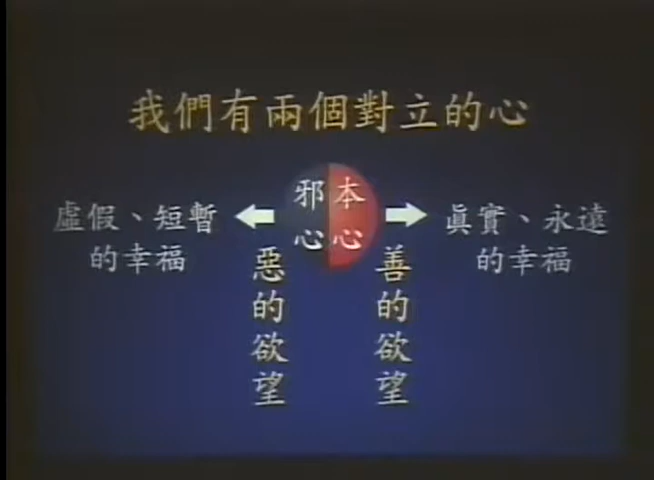 我們有兩個對立的心
邪心
本心
虛假、短暫
的幸福
眞實、永遠
的幸福
惡的欲望
善的欲望